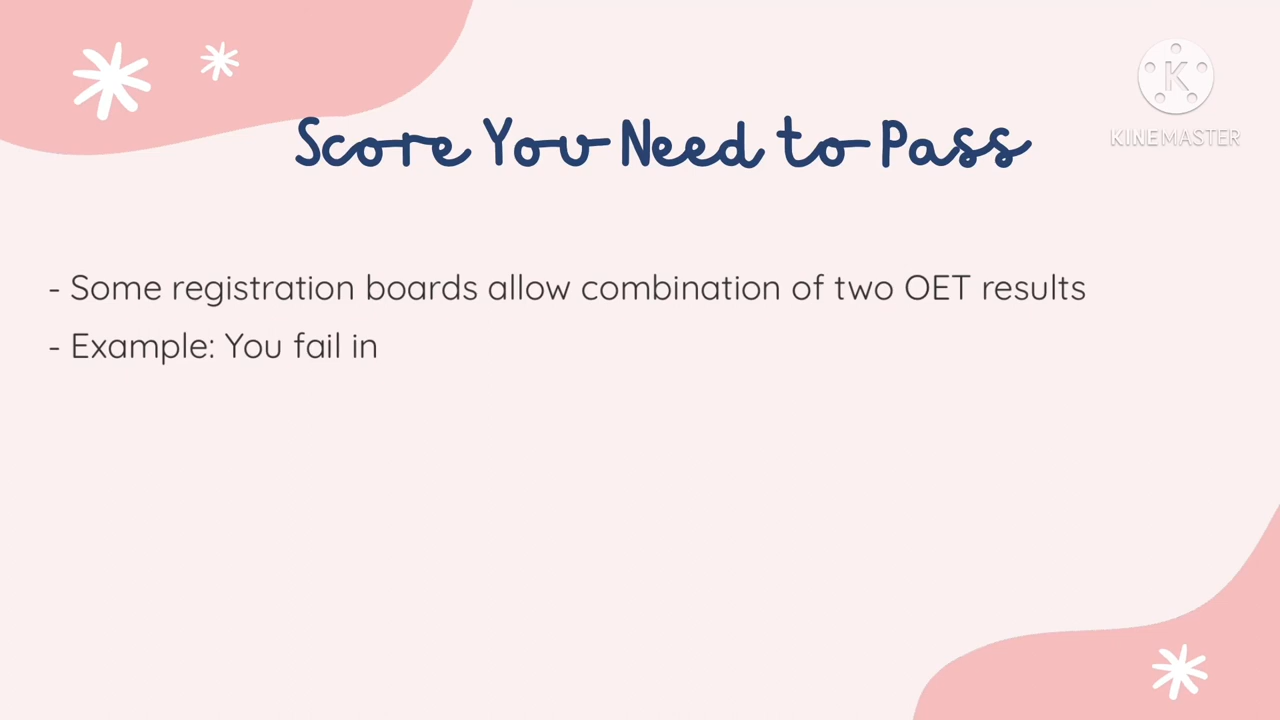 Score You Need to Pass
K
KINEMASTER
- Some registration boards allow combination of two OET results
- Example: You fail in